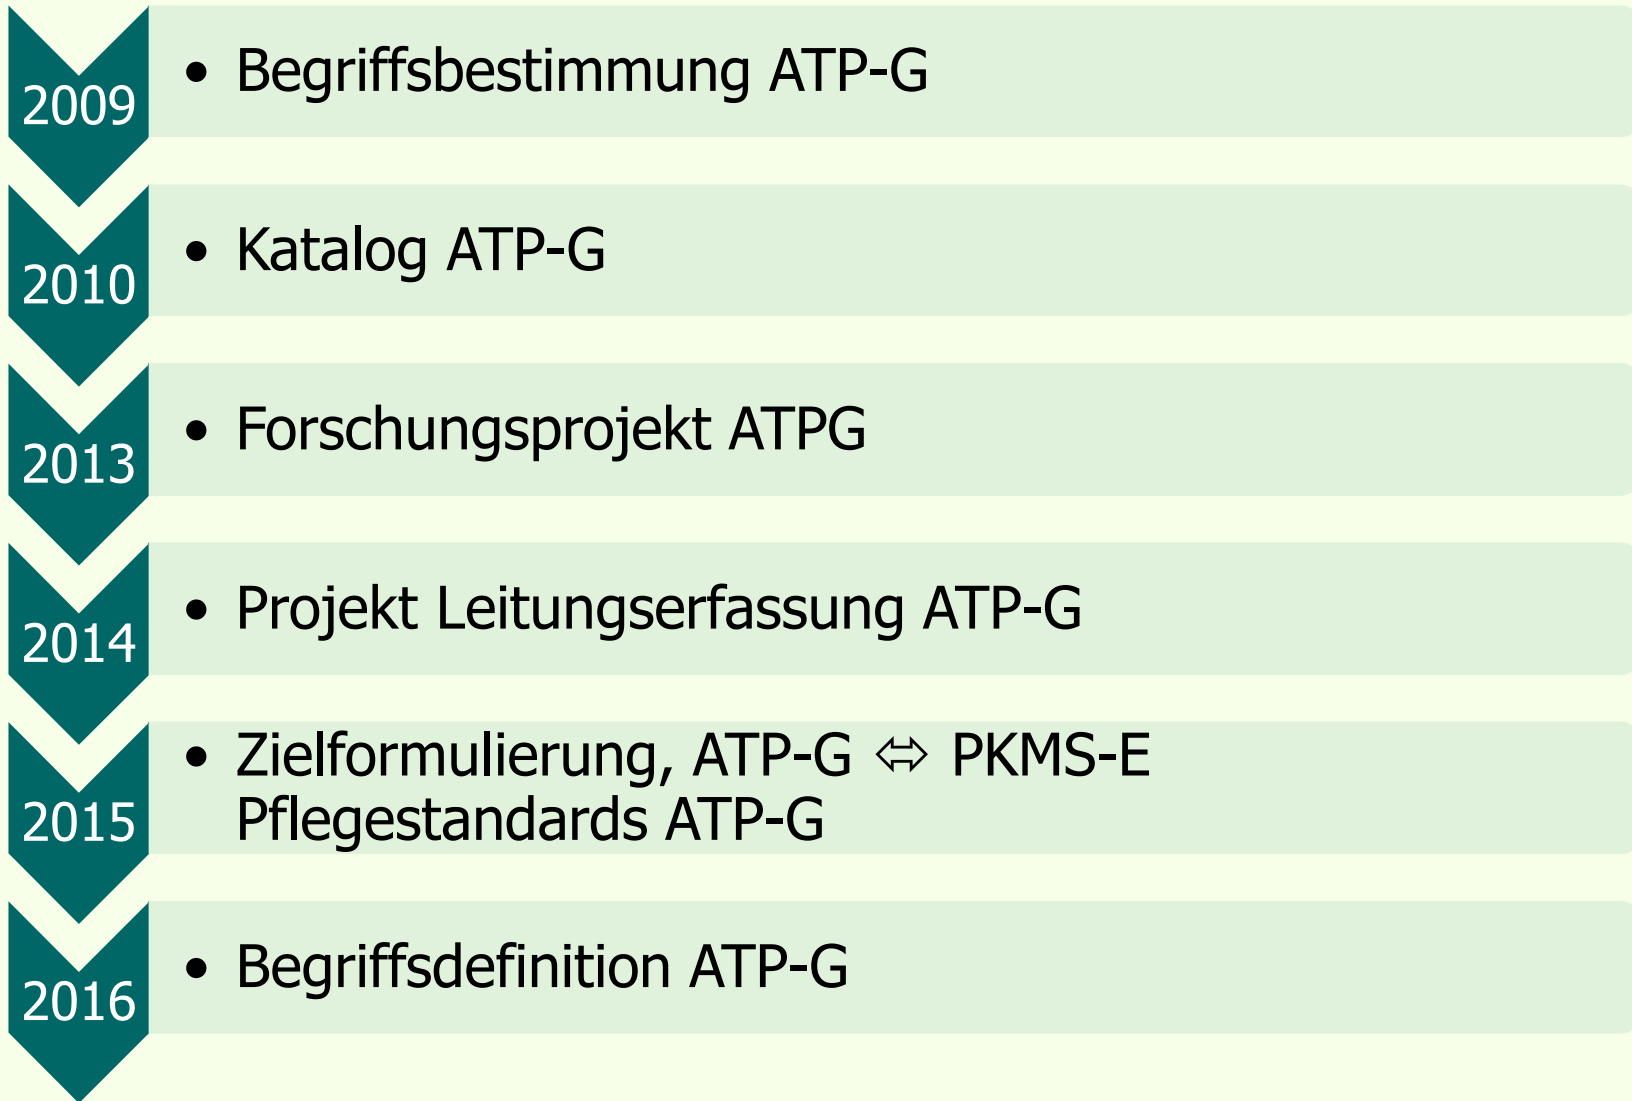 2009
• Begriffsbestimmung ATP-G
2010
• Katalog ATP-G
2013
• Forschungsprojekt ATPG
2014
• Projekt Leitungserfassung ATP-G
2015
• Zielformulierung, ATP-G ⬄ PKMS-E
Pflegestandards ATP-G
2016
• Begriffsdefinition ATP-G